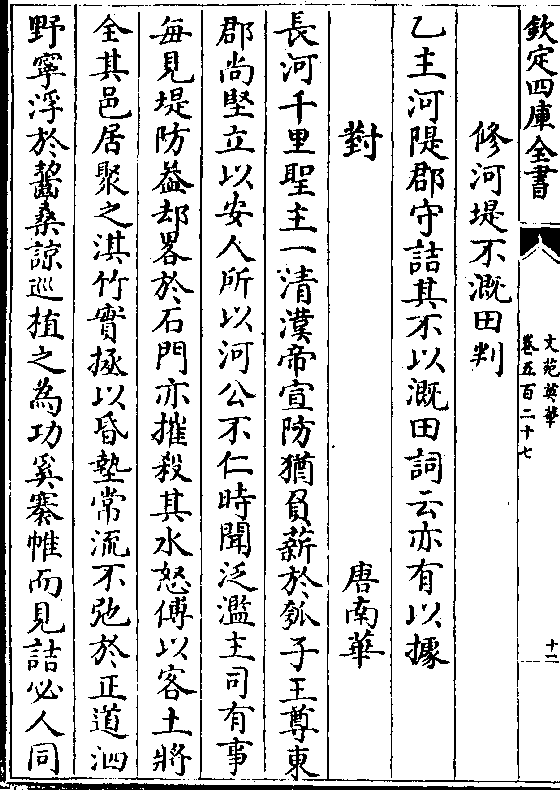 欽定四庫全書
文苑英華
卷五百二十七
十一
修河堤不溉田判
乙主河隄郡守詰其不以溉田詞云亦有以據
對
唐南華
長河千里聖主一清漢帝宣防猶負薪於瓠子王尊東
郡尚堅立以安人所以河公不仁時聞泛濫主司有事
每見堤防益却畧於石門亦摧殺其水怒傅以客土將
全其邑居聚之淇竹實拯以昏墊常流不弛於正道泗
野寧浮於齧桑諒巡植之為功奚褰帷而見詰必人同